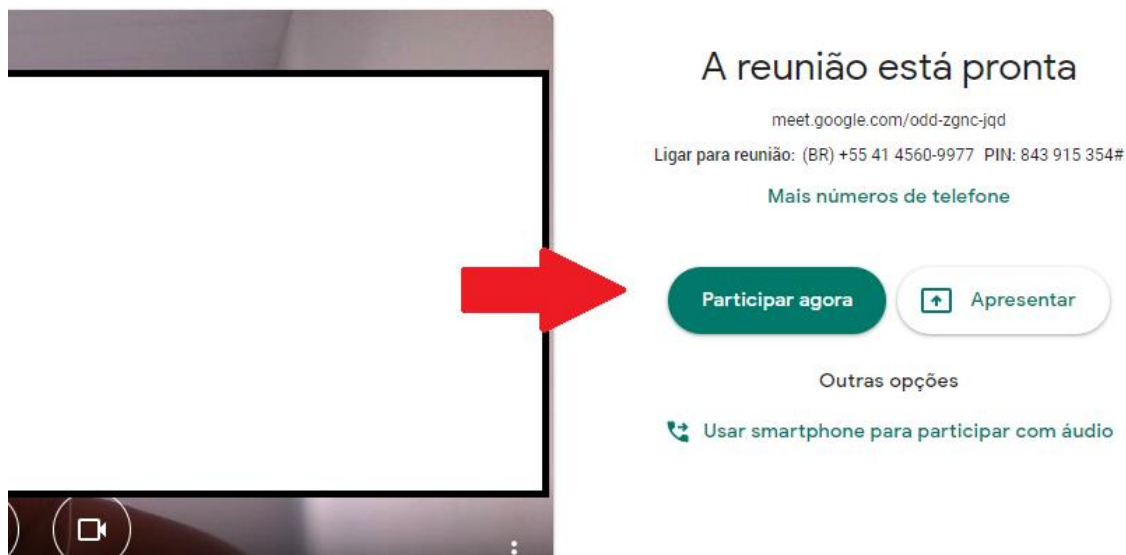 A reunião está pronta
meet.google.com/odd-zgnc-jqd
Ligar para reunião: (BR) +55 41 4560-9977 PIN: 843 915 354#
Mais números de telefone
Participar agora
Apresentar
Outras opções
Usar smartphone para participar com áudio